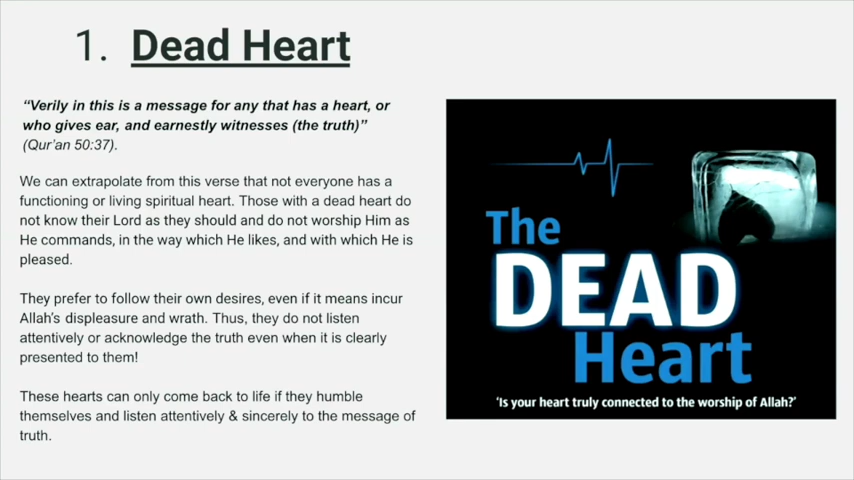 1. Dead Heart
“Verily in this is a message for any that has a heart, or
who gives ear, and earnestly witnesses (the truth)”
(Qur’an 50:37).
We can extrapolate from this verse that not everyone has a
functioning or living spiritual heart. Those with a dead heart do
not know their Lord as they should and do not worship Him as
He commands, in the way which He likes, and with which He is
pleased.
They prefer to follow their own desires, even if it means incur
Allah’s displeasure and wrath. Thus, they do not listen
attentively or acknowledge the truth even when it is clearly
presented to them!
These hearts can only come back to life if they humble
themselves and listen attentively & sincerely to the message of
truth.
The
DEAD
Heart
‘Is your heart truly connected to the worship of Allah?’